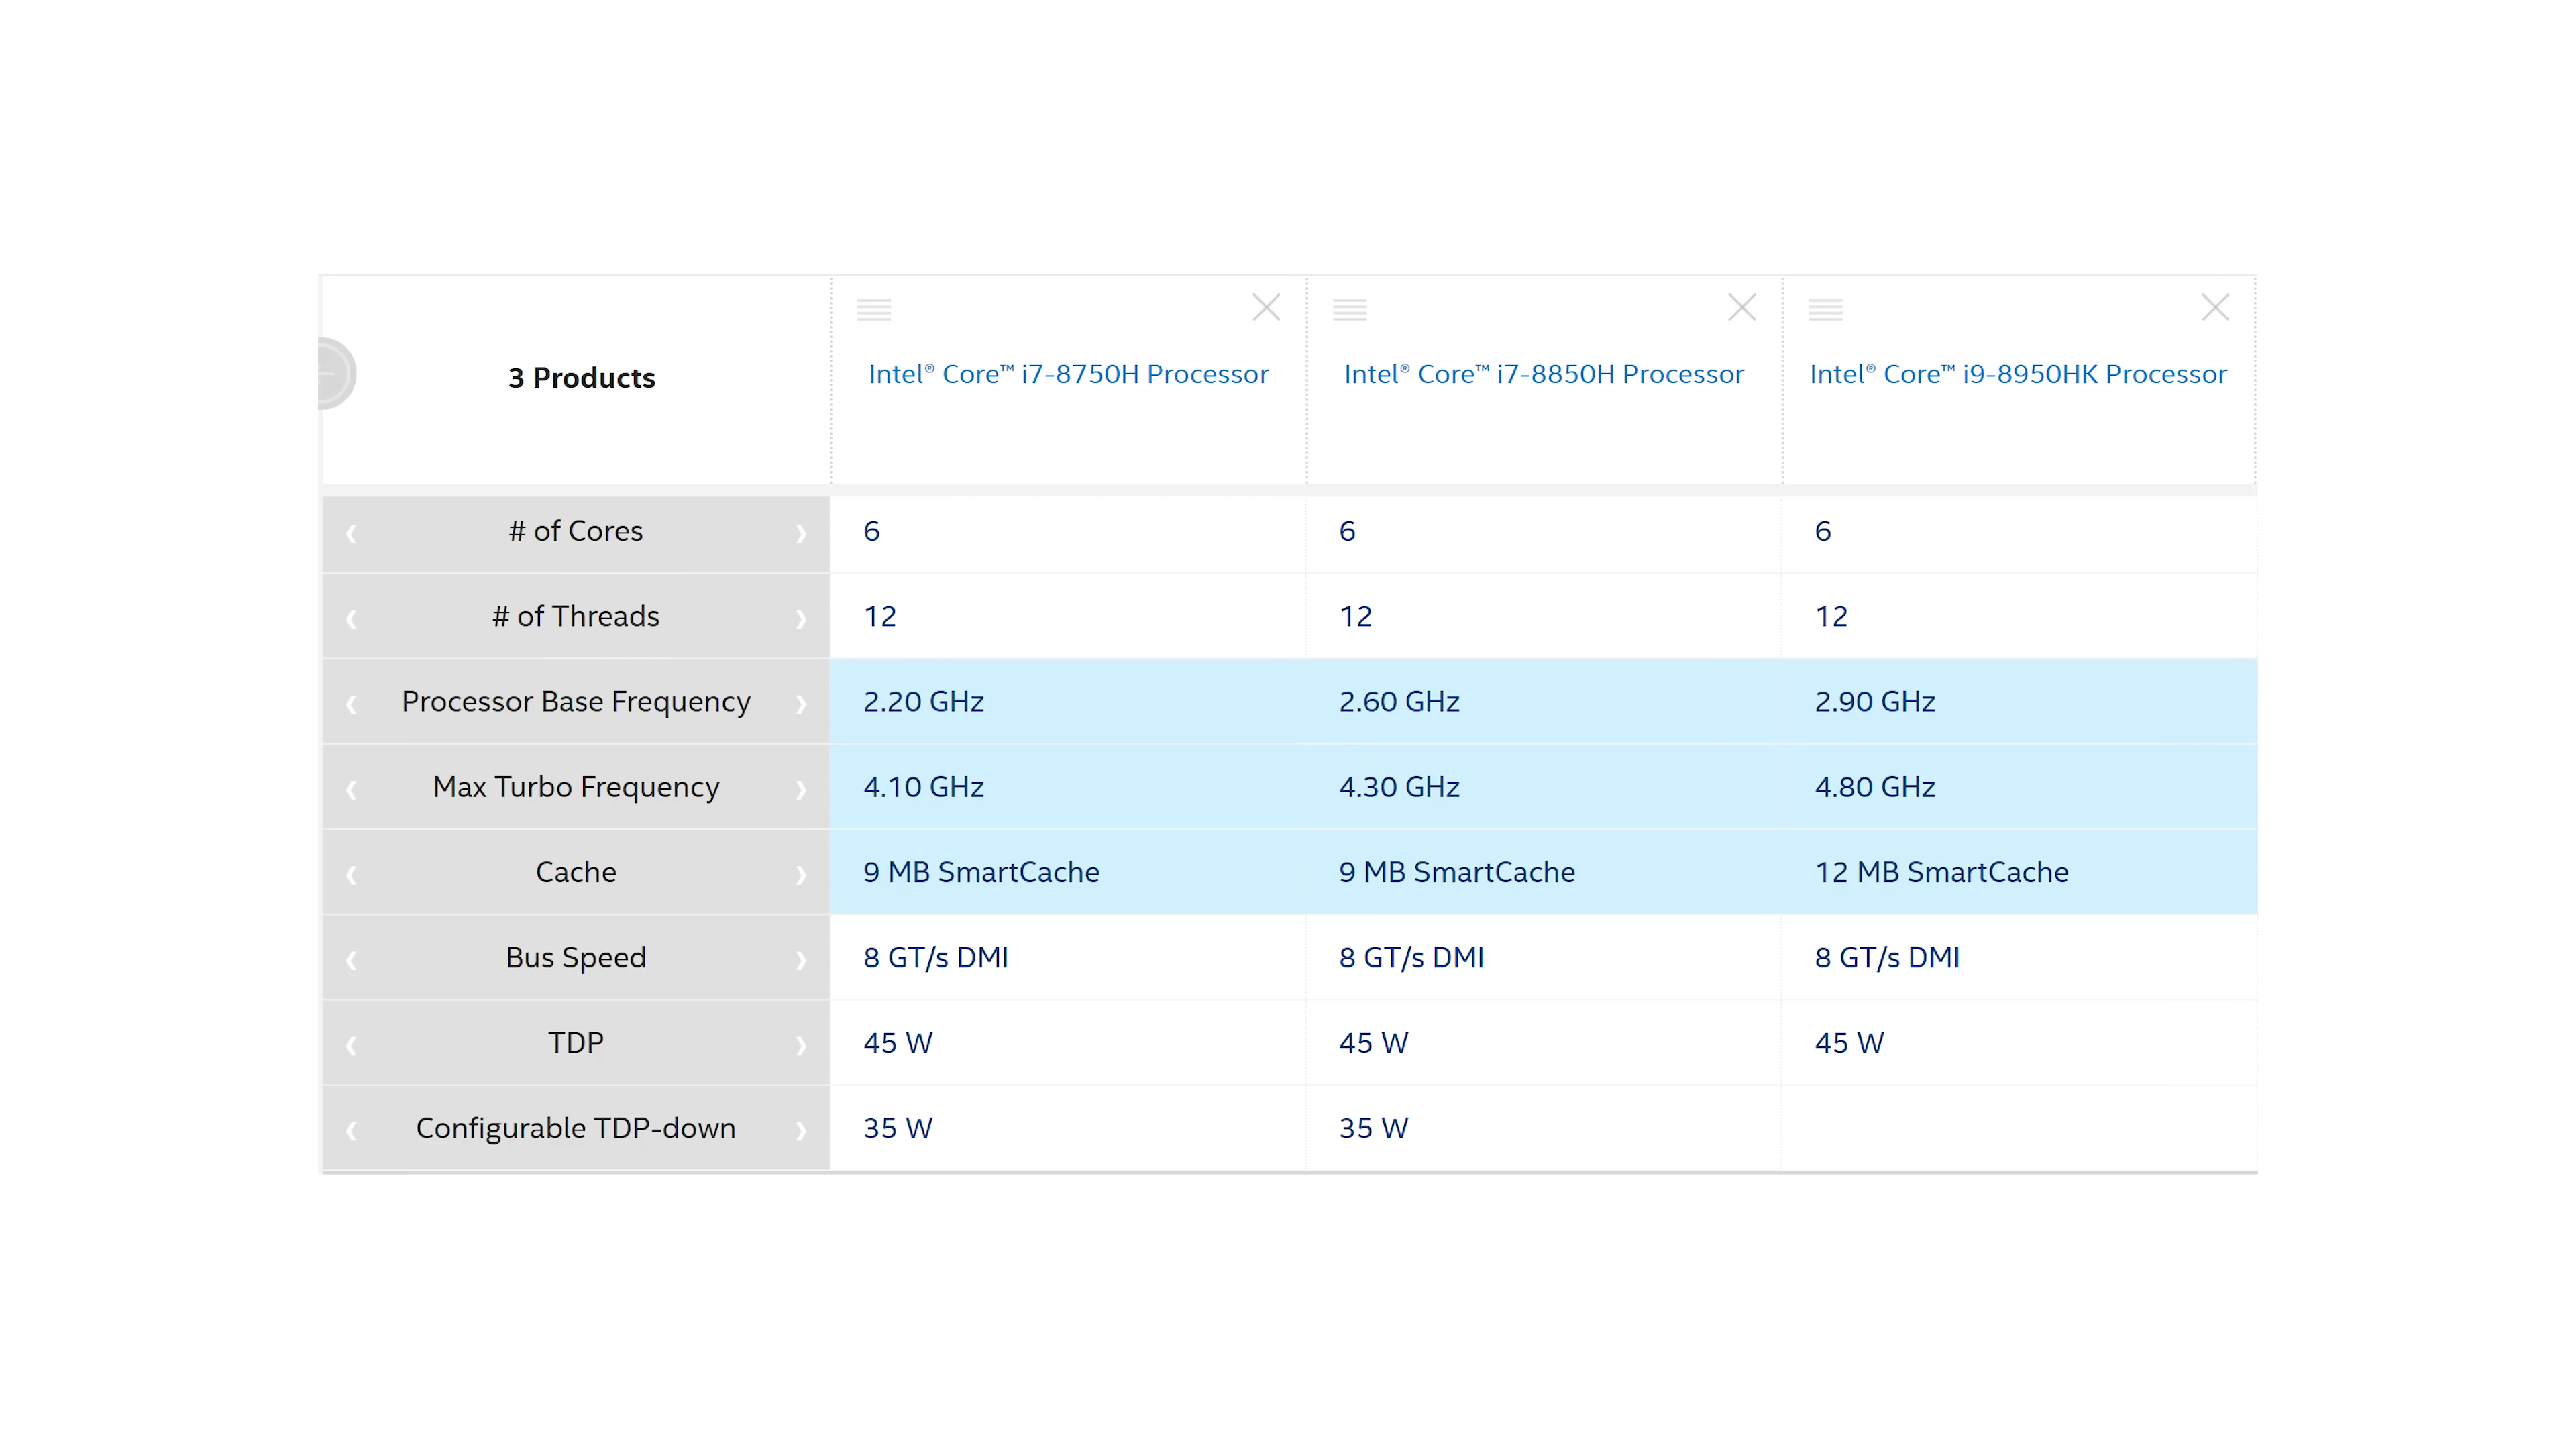 3 Products Intel® Core™ i7-8750H Processor Intel® Core™ i7-8850H Processor Intel® Core™ i9-8950HK Processor
# of Cores 6 6 6
# of Threads 12 12 12
Processor Base Frequency 2.20 GHz 2.60 GHz 2.90 GHz
Max Turbo Frequency 4.10 GHz 4.30 GHz 4.80 GHz
Cache 9 MB SmartCache 9 MB SmartCache 12 MB SmartCache
Bus Speed 8 GT/s DMI 8 GT/s DMI 8 GT/s DMI
TDP 45 W 45 W 45 W
Configurable TDP-down 35 W 35 W